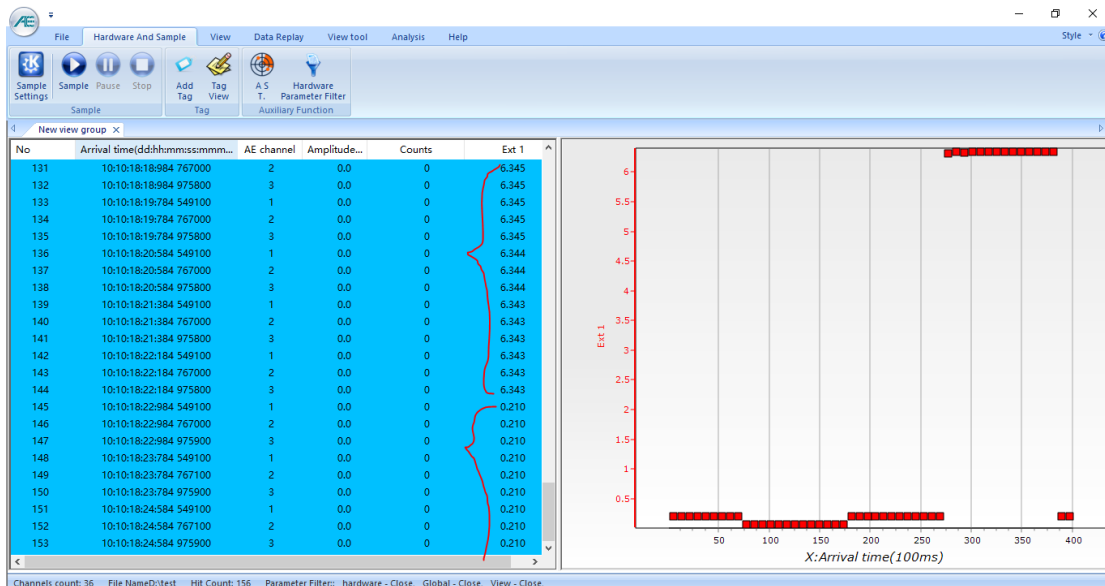 AE
File Hardware And Sample View Data Replay View tool Analysis Help Style
Sample Settings Sample Pause Stop Add Tag Tag View A S T. Hardware Parameter Filter
Sample Tag Auxiliary Function
New view group
No Arrival time(dd:hh:mm:ss:mmm... AE channel Amplitude... Counts Ext 1
131 10:10:18:18:984 767000 2 0.0 0 6.345
132 10:10:18:18:984 975800 3 0.0 0 6.345
133 10:10:18:19:784 549100 1 0.0 0 6.345
134 10:10:18:19:784 767000 2 0.0 0 6.345
135 10:10:18:19:784 975800 3 0.0 0 6.345
136 10:10:18:20:584 549100 1 0.0 0 6.344
137 10:10:18:20:584 767000 2 0.0 0 6.344
138 10:10:18:20:584 975800 3 0.0 0 6.344
139 10:10:18:21:384 549100 1 0.0 0 6.343
140 10:10:18:21:384 767000 2 0.0 0 6.343
141 10:10:18:21:384 975800 3 0.0 0 6.343
142 10:10:18:22:184 549100 1 0.0 0 6.343
143 10:10:18:22:184 767000 2 0.0 0 6.343
144 10:10:18:22:184 975800 3 0.0 0 6.343
145 10:10:18:22:984 549100 1 0.0 0 0.210
146 10:10:18:22:984 767000 2 0.0 0 0.210
147 10:10:18:22:984 975900 3 0.0 0 0.210
148 10:10:18:23:784 549100 1 0.0 0 0.210
149 10:10:18:23:784 767100 2 0.0 0 0.210
150 10:10:18:23:784 975900 3 0.0 0 0.210
151 10:10:18:24:584 549100 1 0.0 0 0.210
152 10:10:18:24:584 767100 2 0.0 0 0.210
153 10:10:18:24:584 975900 3 0.0 0 0.210
6
5.5
5
4.5
4
3.5
Ext 1
3
2.5
2
1.5
1
0.5
50 100 150 200 250 300 350 400
X:Arrival time(100ms)
Channels count: 36 File NameD:\test Hit Count: 156 Parameter Filter:: hardware - Close Global - Close View - Close